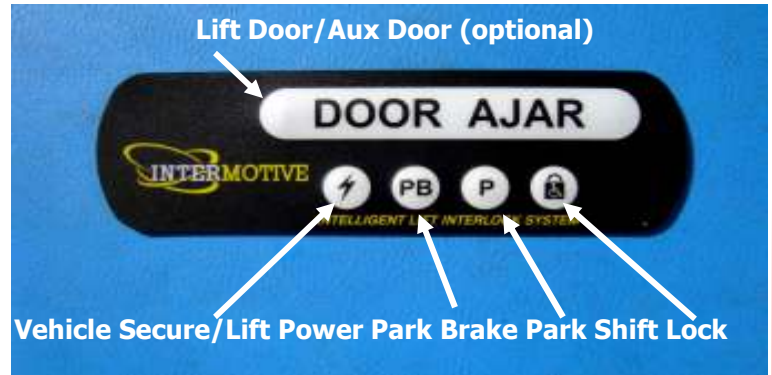 Lift Door/Aux Door (optional)
DOOR AJAR
INTERMOTIVE
PB P
INTELLIGENT LIFT INTERLOCK SYSTEM
Vehicle Secure/Lift Power Park Brake Park Shift Lock